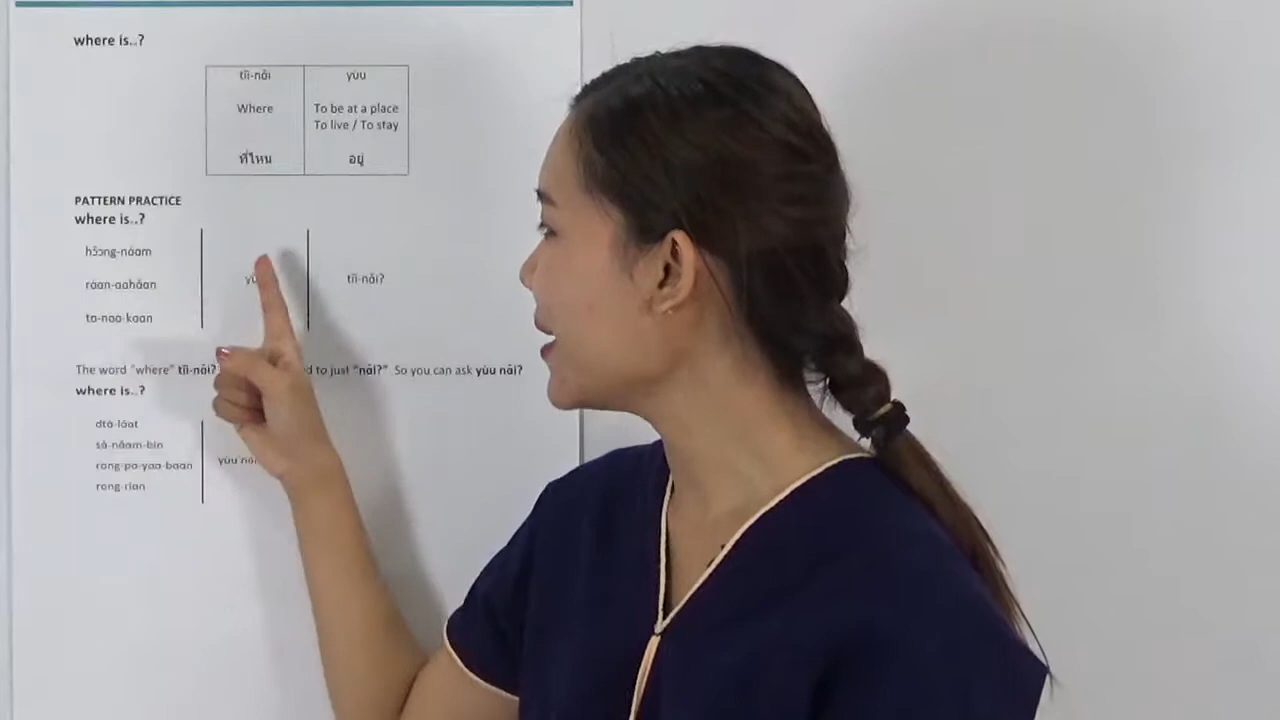 where is..?
tîi-nǎi yùu
Where To be at a place
To live / To stay
ที่ไหน อยู่
PATTERN PRACTICE
where is..?
hɔ̂ɔng-náam
ráan-aahǎan tîi-nǎi?
ta-naa-kaan
The word "where" tîi-nǎi? to just "nǎi?" So you can ask yùu nǎi?
where is..?
dtà-làat
sà-nǎam-bin
roong-pa-yaa-baan
roong-rian